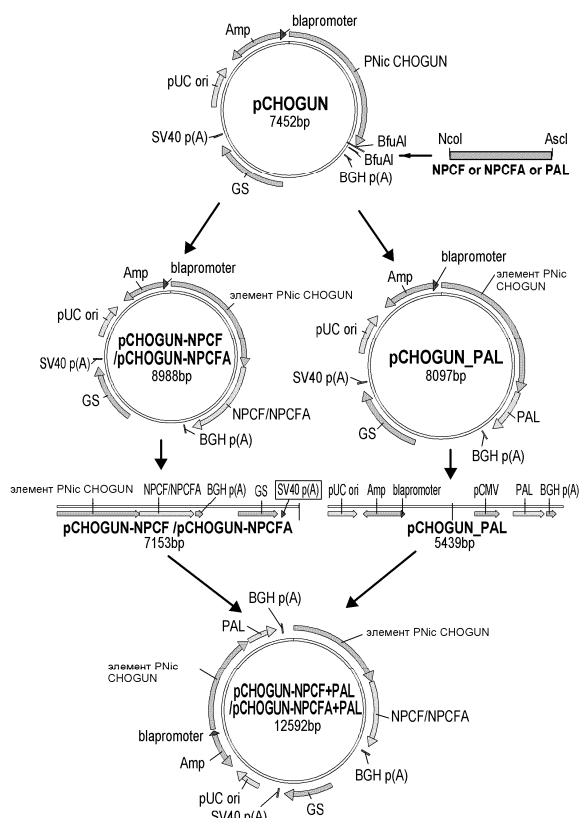 blapromoter
Amp
PNic CHOGUN
pUC ori
pCHOGUN
7452bp
SV40 p(A)
BfuAI
BfuAI
BGH p(A)
GS
NcoI AscI
NPCF or NPCFA or PAL
Amp
blapromoter
элемент PNic CHOGUN
pUC ori
pCHOGUN-NPCF
/pCHOGUN-NPCFA
8988bp
SV40 p(A)
GS
NPCF/NPCFA
BGH p(A)
blapromoter
элемент PNic
CHOGUN
Amp
pUC ori
pCHOGUN_PAL
8097bp
SV40 p(A)
PAL
GS
BGH p(A)
элемент PNic CHOGUN NPCF/NPCFA BGH p(A) GS SV40 p(A)
pCHOGUN-NPCF /pCHOGUN-NPCFA
7153bp
pUC ori Amp blapromoter pCMV PAL BGH p(A)
pCHOGUN_PAL
5439bp
BGH p(A)
PAL
элемент PNic CHOGUN
элемент PNic
CHOGUN
pCHOGUN-NPCF+PAL
/pCHOGUN-NPCFA+PAL
12592bp
NPCF/NPCFA
blapromoter
Amp
BGH p(A)
pUC ori
SV40 p(A)
GS